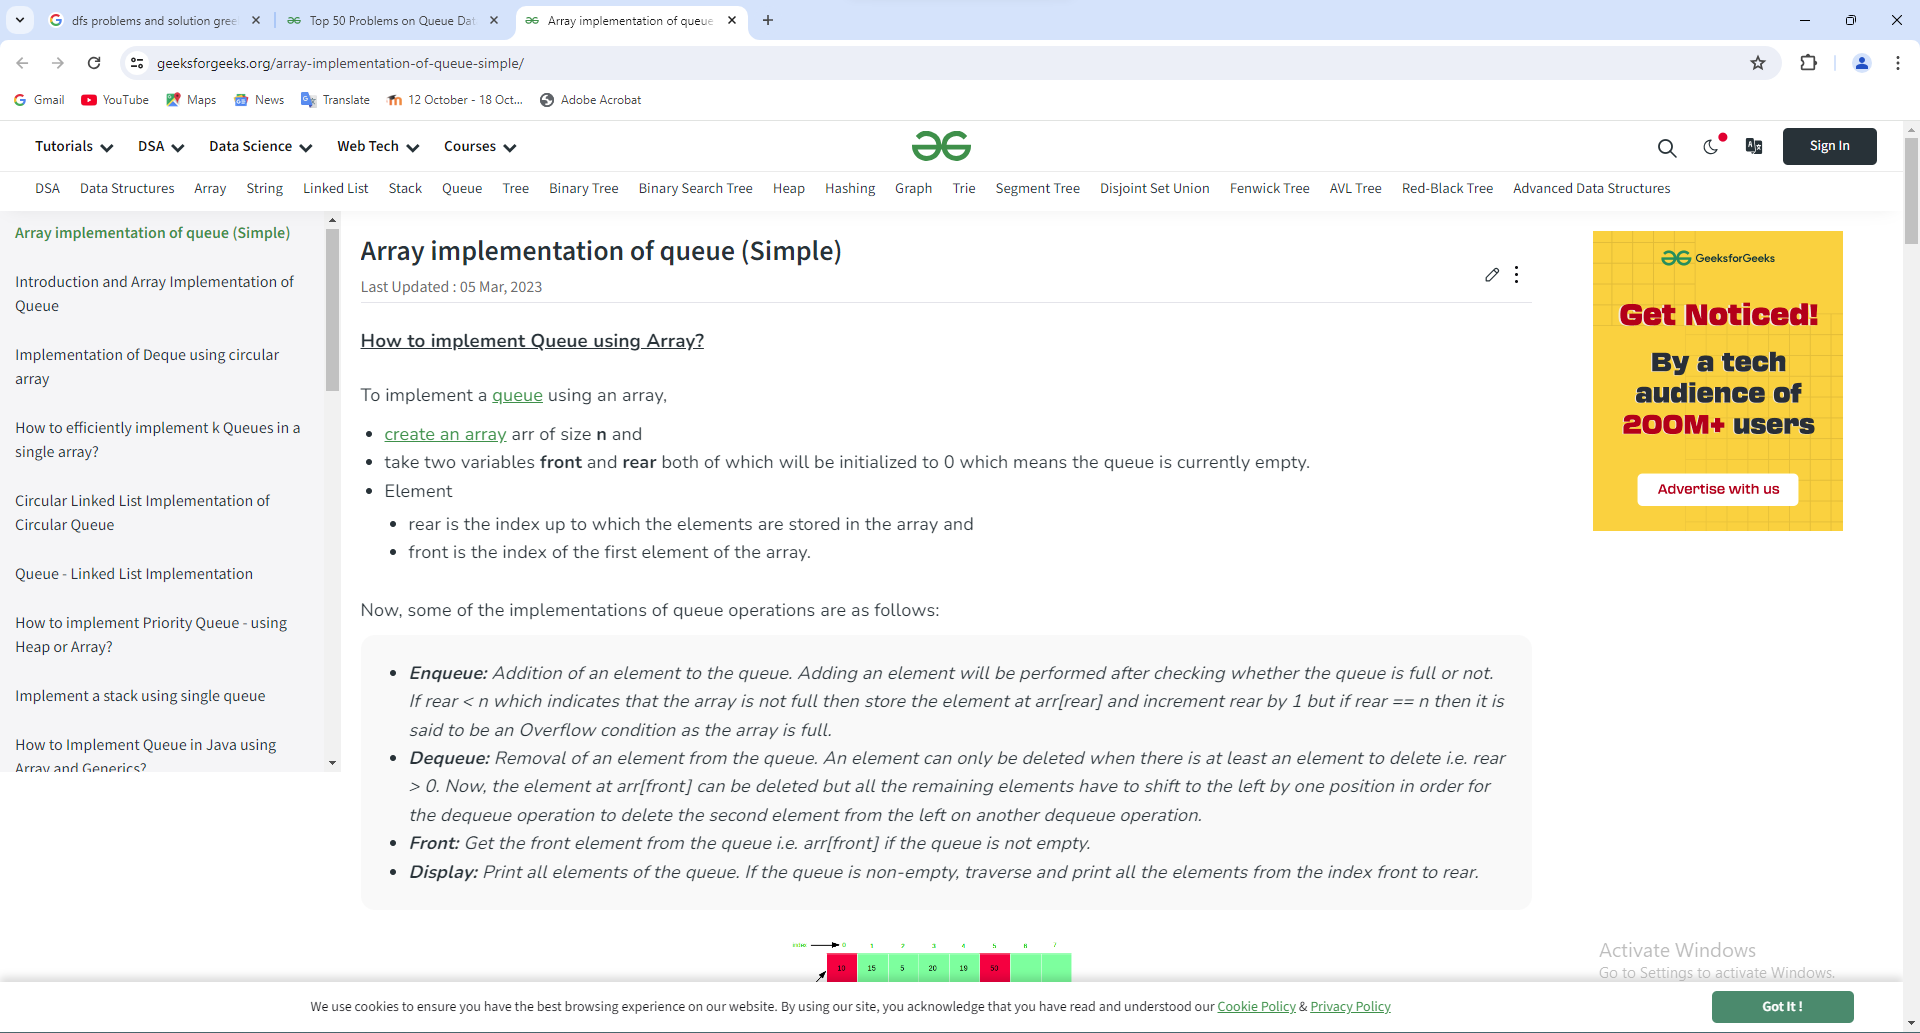 dfs problems and solution gree
Top 50 Problems on Queue Dat
Array implementation of queue
geeksforgeeks.org/array-implementation-of-queue-simple/
Gmail YouTube Maps News Translate 12 October - 18 Oct... Adobe Acrobat
Tutorials DSA Data Science Web Tech Courses
Sign In
DSA Data Structures Array String Linked List Stack Queue Tree Binary Tree Binary Search Tree Heap Hashing Graph Trie Segment Tree Disjoint Set Union Fenwick Tree AVL Tree Red-Black Tree Advanced Data Structures
Array implementation of queue (Simple)
Introduction and Array Implementation of
Queue
Implementation of Deque using circular
array
How to efficiently implement k Queues in a
single array?
Circular Linked List Implementation of
Circular Queue
Queue - Linked List Implementation
How to implement Priority Queue - using
Heap or Array?
Implement a stack using single queue
How to Implement Queue in Java using
Array and Generics?
Array implementation of queue (Simple)
Last Updated : 05 Mar, 2023
How to implement Queue using Array?
To implement a queue using an array,
create an array arr of size n and
take two variables front and rear both of which will be initialized to 0 which means the queue is currently empty.
Element
rear is the index up to which the elements are stored in the array and
front is the index of the first element of the array.
Now, some of the implementations of queue operations are as follows:
Enqueue: Addition of an element to the queue. Adding an element will be performed after checking whether the queue is full or not.
If rear < n which indicates that the array is not full then store the element at arr[rear] and increment rear by 1 but if rear == n then it is
said to be an Overflow condition as the array is full.
Dequeue: Removal of an element from the queue. An element can only be deleted when there is at least an element to delete i.e. rear
> 0. Now, the element at arr[front] can be deleted but all the remaining elements have to shift to the left by one position in order for
the dequeue operation to delete the second element from the left on another dequeue operation.
Front: Get the front element from the queue i.e. arr[front] if the queue is not empty.
Display: Print all elements of the queue. If the queue is non-empty, traverse and print all the elements from the index front to rear.
index 0 1 2 3 4 5 6 7
10 15 5 20 19 50
GeeksforGeeks
Get Noticed!
By a tech
audience of
200M+ users
Advertise with us
Activate Windows
Go to Settings to activate Windows.
We use cookies to ensure you have the best browsing experience on our website. By using our site, you acknowledge that you have read and understood our Cookie Policy & Privacy Policy
Got It !